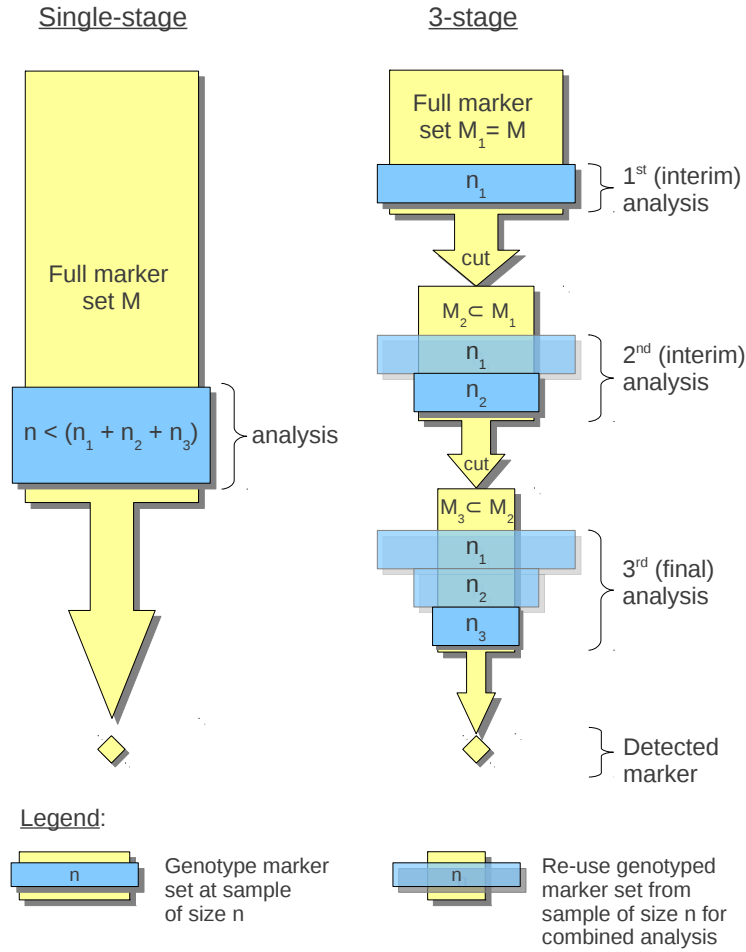 Single-stage
3-stage
Full marker
set M
n < (n₁ + n₂ + n₃)
analysis
Full marker
set M₁= M
n₁
1ˢᵗ (interim)
analysis
cut
M₂⊂ M₁
n₁
n₂
2ⁿᵈ (interim)
analysis
cut
M₃⊂ M₂
n₁
n₂
n₃
3ʳᵈ (final)
analysis
Detected
marker
Legend:
n
Genotype marker
set at sample
of size n
n
Re-use genotyped
marker set from
sample of size n for
combined analysis